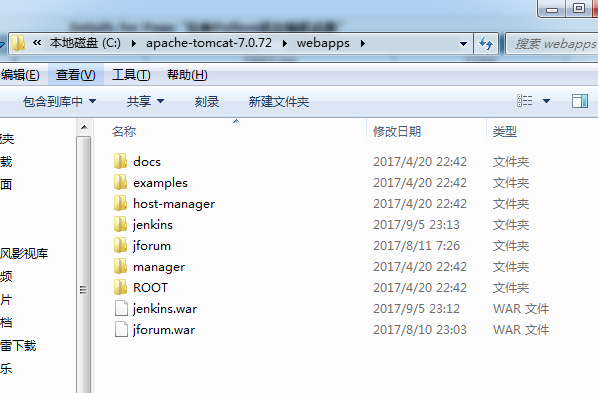 Details for Page "
« 本地磁盘 (C:) ▸ apache-tomcat-7.0.72 ▸ webapps ▸ 搜索 webapps
编辑(E) 查看(V) 工具(T) 帮助(H)
包含到库中 共享 刻录 新建文件夹
名称 修改日期 类型
docs 2017/4/20 22:42 文件夹
examples 2017/4/20 22:42 文件夹
host-manager 2017/4/20 22:42 文件夹
jenkins 2017/9/5 23:13 文件夹
jforum 2017/8/11 7:26 文件夹
manager 2017/4/20 22:42 文件夹
ROOT 2017/4/20 22:42 文件夹
jenkins.war 2017/9/5 23:12 WAR 文件
jforum.war 2017/8/10 23:03 WAR 文件
夹
载
面
风影视库
频
片
档
雷下载
乐